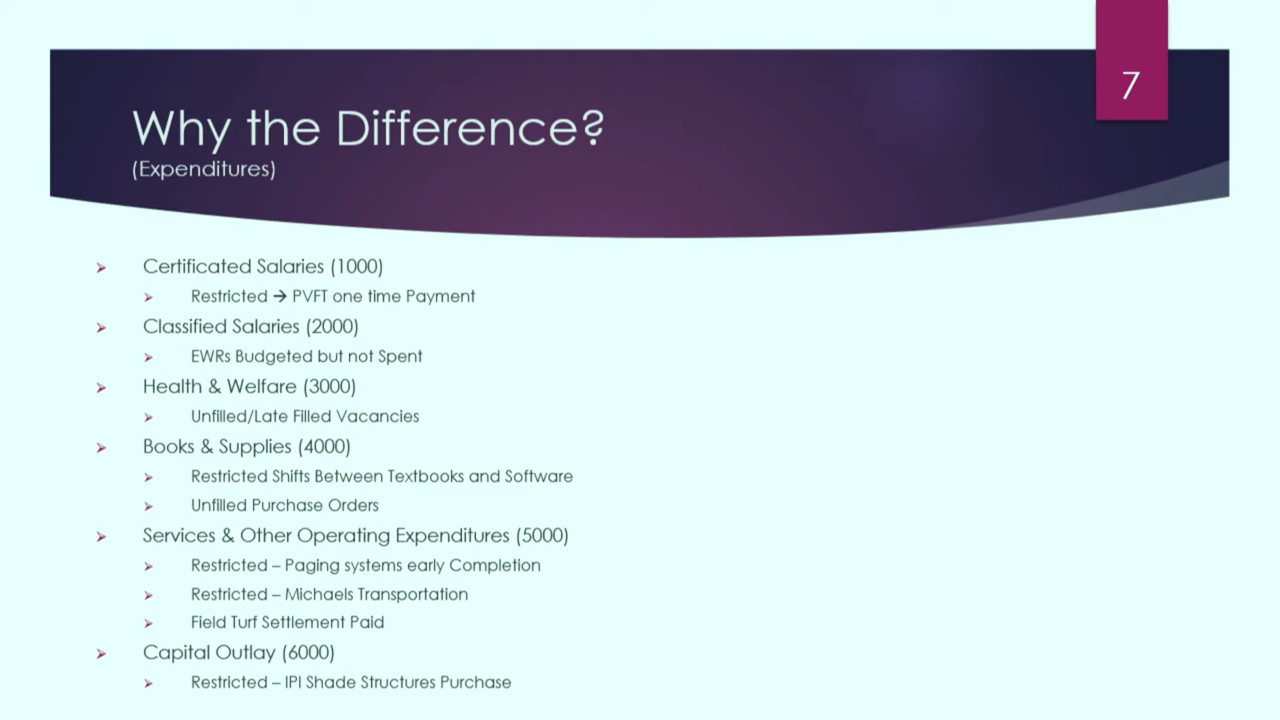 7
Why the Difference?
(Expenditures)
Certificated Salaries (1000)
Restricted → PVFT one time Payment
Classified Salaries (2000)
EWRs Budgeted but not Spent
Health & Welfare (3000)
Unfilled/Late Filled Vacancies
Books & Supplies (4000)
Restricted Shifts Between Textbooks and Software
Unfilled Purchase Orders
Services & Other Operating Expenditures (5000)
Restricted – Paging systems early Completion
Restricted – Michaels Transportation
Field Turf Settlement Paid
Capital Outlay (6000)
Restricted – IPI Shade Structures Purchase